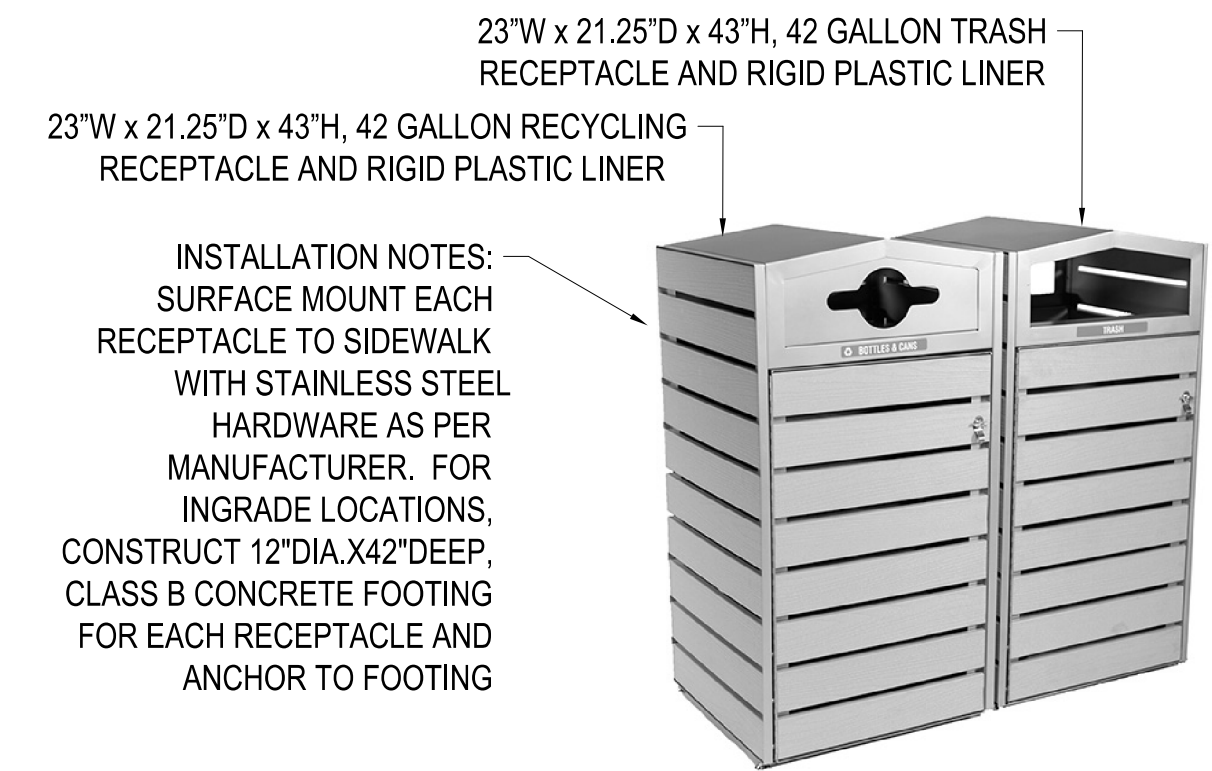 23”W x 21.25”D x 43”H, 42 GALLON TRASH
RECEPTACLE AND RIGID PLASTIC LINER
23”W x 21.25”D x 43”H, 42 GALLON RECYCLING
RECEPTACLE AND RIGID PLASTIC LINER
INSTALLATION NOTES:
SURFACE MOUNT EACH
RECEPTACLE TO SIDEWALK
WITH STAINLESS STEEL
HARDWARE AS PER
MANUFACTURER.  FOR
INGRADE LOCATIONS,
CONSTRUCT 12"DIA.X42"DEEP,
CLASS B CONCRETE FOOTING
FOR EACH RECEPTACLE AND
ANCHOR TO FOOTING
BOTTLES & CANS
TRASH